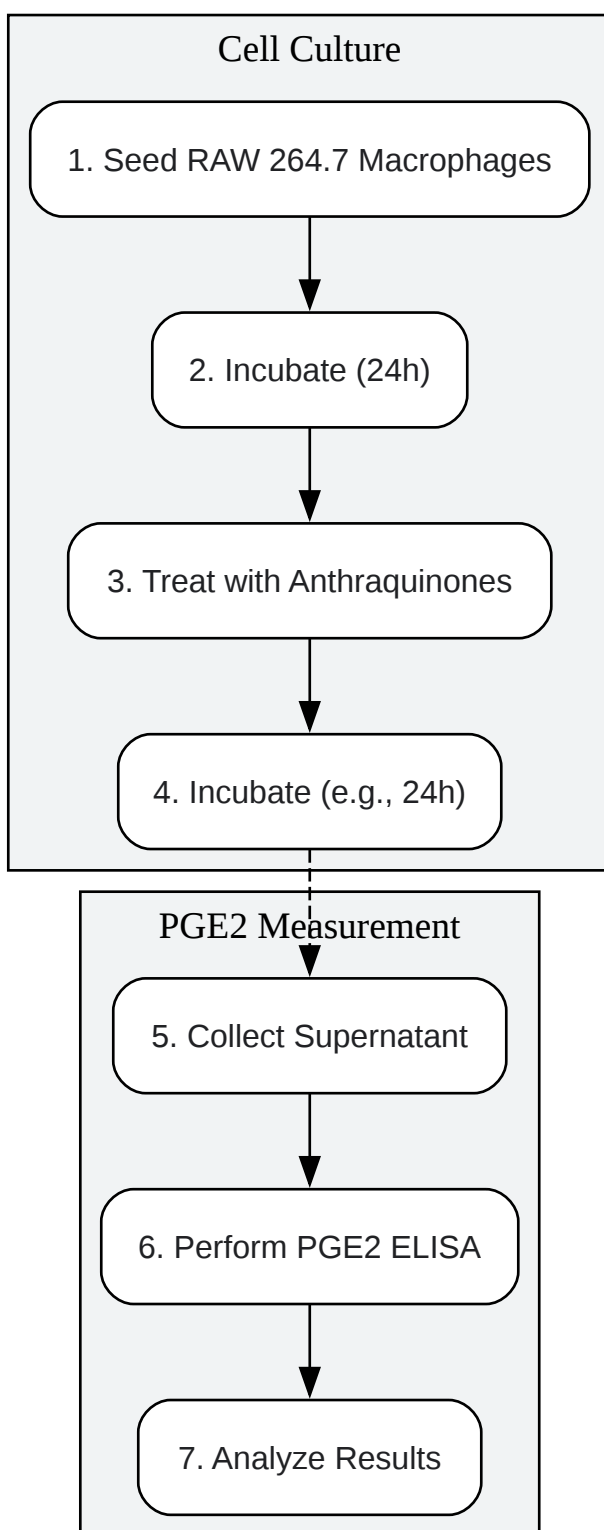 Cell Culture
1. Seed RAW 264.7 Macrophages
2. Incubate (24h)
3. Treat with Anthraquinones
4. Incubate (e.g., 24h)
PGE2 Measurement
5. Collect Supernatant
6. Perform PGE2 ELISA
7. Analyze Results